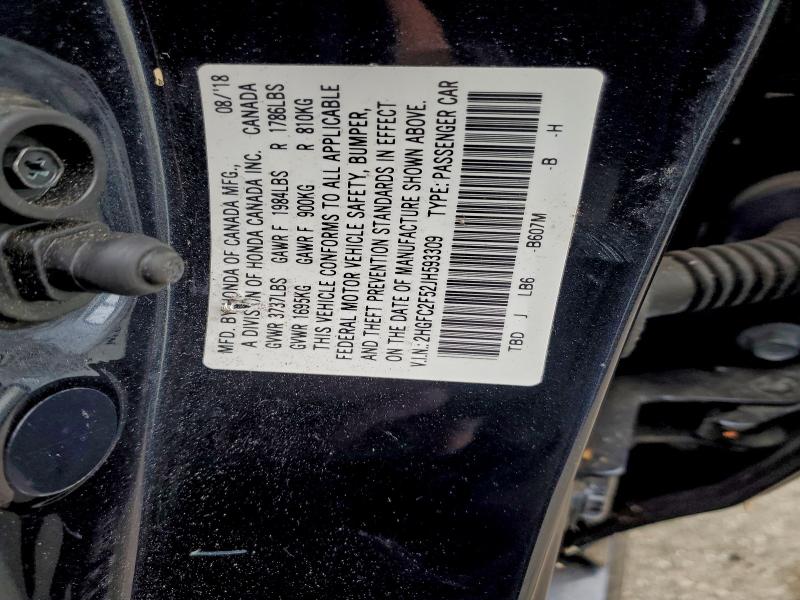 MFD. BY HONDA OF CANADA MFG., 08/'18
A DIVISION OF HONDA CANADA INC. CANADA
GVWR 3737LBS GAWR F 1984LBS R 1786LBS
GVWR 1695KG GAWR F 900KG R 810KG
THIS VEHICLE CONFORMS TO ALL APPLICABLE
FEDERAL MOTOR VEHICLE SAFETY, BUMPER,
AND THEFT PREVENTION STANDARDS IN EFFECT
ON THE DATE OF MANUFACTURE SHOWN ABOVE.
V.I.N.:2HGFC2F52JH593309 TYPE: PASSENGER CAR
TBD J LB6 -B607M -B -H